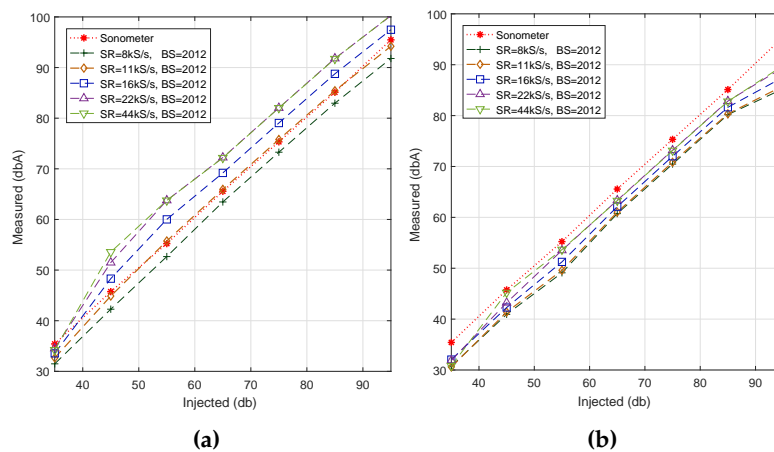 100
90
80
70
60
50
40
30
40 50 60 70 80 90
Measured (dbA)
Injected (db)
Sonometer
SR=8kS/s, BS=2012
SR=11kS/s, BS=2012
SR=16kS/s, BS=2012
SR=22kS/s, BS=2012
SR=44kS/s, BS=2012
(a)
100
90
80
70
60
50
40
30
40 50 60 70 80 90
Measured (dbA)
Injected (db)
Sonometer
SR=8kS/s, BS=2012
SR=11kS/s, BS=2012
SR=16kS/s, BS=2012
SR=22kS/s, BS=2012
SR=44kS/s, BS=2012
(b)